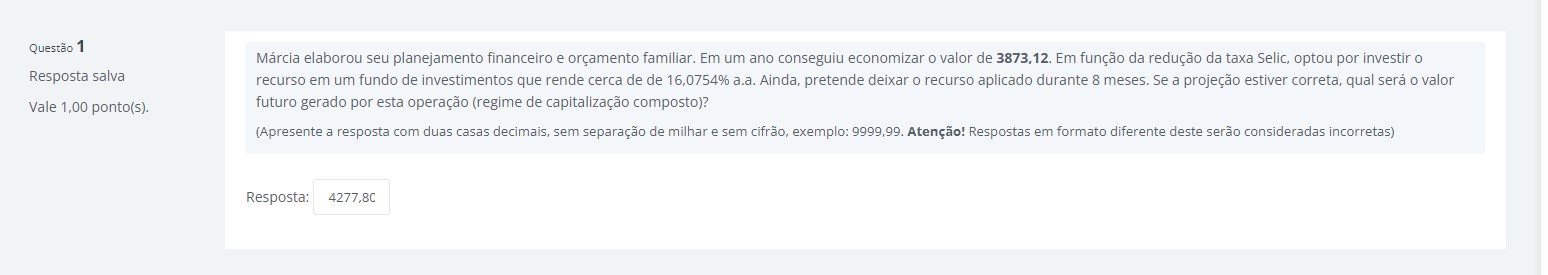 Questão 1
Resposta salva
Vale 1,00 ponto(s).
Márcia elaborou seu planejamento financeiro e orçamento familiar. Em um ano conseguiu economizar o valor de 3873,12. Em função da redução da taxa Selic, optou por investir o
recurso em um fundo de investimentos que rende cerca de de 16,0754% a.a. Ainda, pretende deixar o recurso aplicado durante 8 meses. Se a projeção estiver correta, qual será o valor
futuro gerado por esta operação (regime de capitalização composto)?
(Apresente a resposta com duas casas decimais, sem separação de milhar e sem cifrão, exemplo: 9999,99. Atenção! Respostas em formato diferente deste serão consideradas incorretas)
Resposta: 4277,80